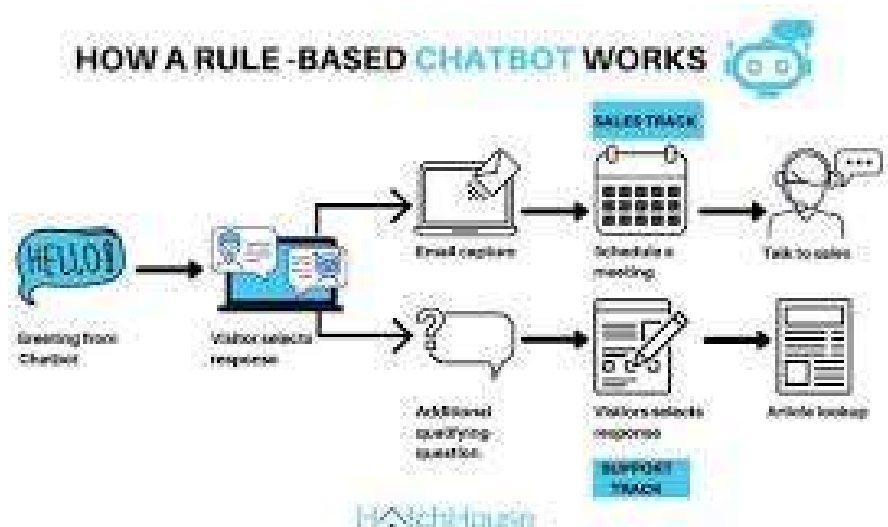 HOW A RULE -BASED CHATBOT WORKS
SALES TRACK
HELLO!
Email capture
Schedule a
meeting
Talk to sales
Greeting from
Chatbot
Visitor selects
response
Additional
qualifying
question
Visitors selects
response
Article lookup
SUPPORT
TRACK
HatchHouse